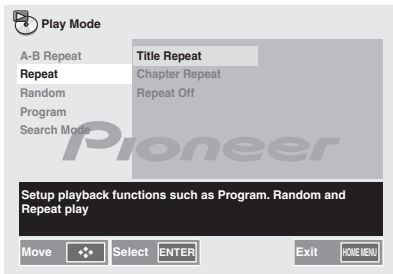 Play Mode
A-B Repeat
Title Repeat
Repeat
Chapter Repeat
Random
Repeat Off
Program
Search Mode
Pioneer
Setup playback functions such as Program. Random and
Repeat play
Move Select ENTER Exit HOME MENU